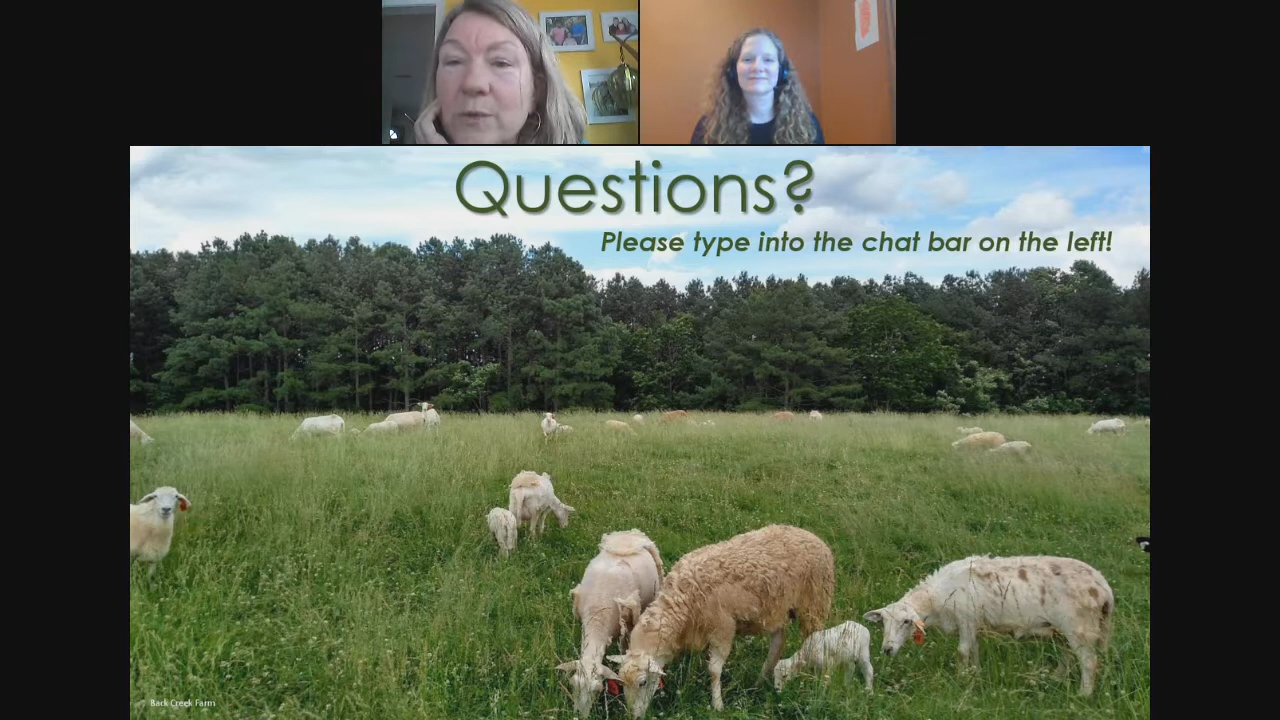 Questions?
Please type into the chat bar on the left!
Back Creek Farm